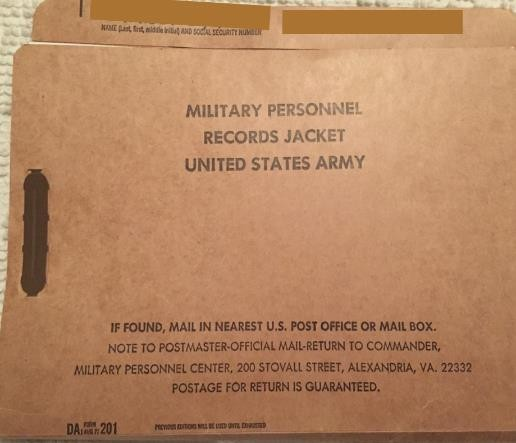 NAME (Last, first, middle initial) AND SOCIAL SECURITY NUMBER
MILITARY PERSONNEL
RECORDS JACKET
UNITED STATES ARMY
IF FOUND, MAIL IN NEAREST U.S. POST OFFICE OR MAIL BOX.
NOTE TO POSTMASTER-OFFICIAL MAIL-RETURN TO COMMANDER,
MILITARY PERSONNEL CENTER, 200 STOVALL STREET, ALEXANDRIA, VA. 22332
POSTAGE FOR RETURN IS GUARANTEED.
DA FORM 201
PREVIOUS EDITIONS WILL BE USED UNTIL EXHAUSTED